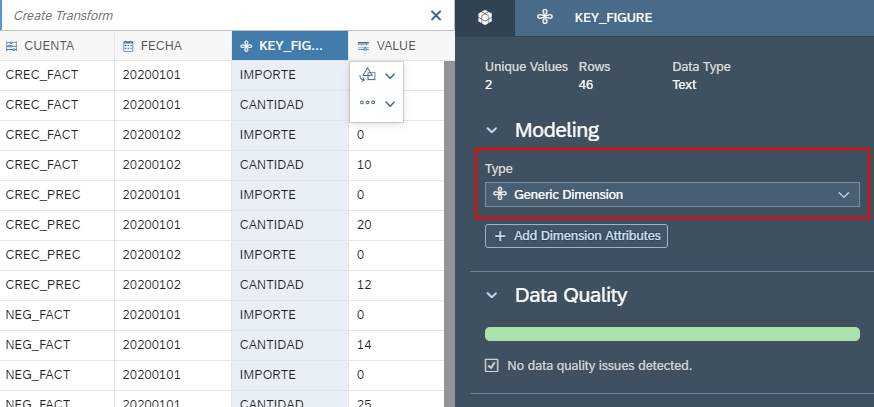 Create Transform
KEY_FIGURE
CUENTA FECHA KEY_FIG... VALUE
Unique Values Rows Data Type
2 46 Text
CREC_FACT 20200101 IMPORTE
CREC_FACT 20200101 CANTIDAD
CREC_FACT 20200102 IMPORTE 0
CREC_FACT 20200102 CANTIDAD 10
CREC_PREC 20200101 IMPORTE 0
CREC_PREC 20200101 CANTIDAD 20
CREC_PREC 20200102 IMPORTE 0
CREC_PREC 20200102 CANTIDAD 12
NEG_FACT 20200101 IMPORTE 0
NEG_FACT 20200101 CANTIDAD 14
NEG_FACT 20200101 IMPORTE 0
NEG_FACT 20200101 CANTIDAD 25
Modeling
Type
Generic Dimension
+ Add Dimension Attributes
Data Quality
No data quality issues detected.